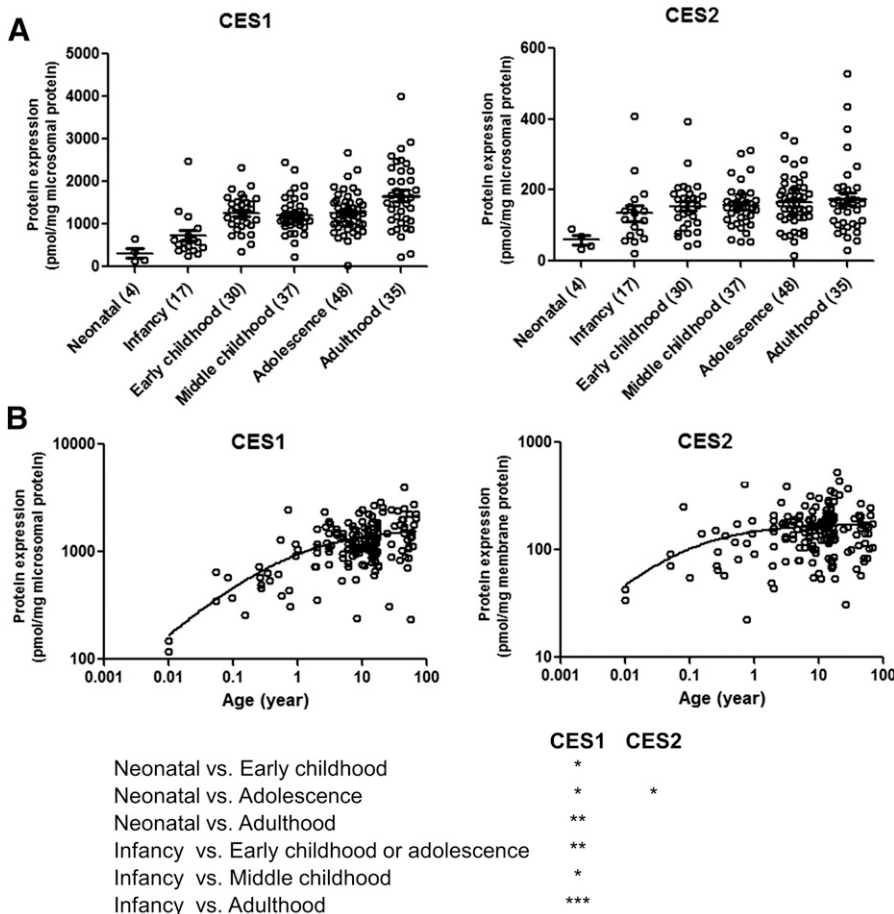 A
CES1
CES2
Protein expression
(pmol/mg microsomal protein)
5000
4000
3000
2000
1000
0
Neonatal (4)
Infancy (17)
Early childhood (30)
Middle childhood (37)
Adolescence (48)
Adulthood (35)
Protein expression
(pmol/mg microsomal protein)
600
400
200
0
Neonatal (4)
Infancy (17)
Early childhood (30)
Middle childhood (37)
Adolescence (48)
Adulthood (35)
B
CES1
CES2
Protein expression
(pmol/mg microsomal protein)
10000
1000
100
0.001 0.01 0.1 1 10 100
Age (year)
Protein expression
(pmol/mg membrane protein)
1000
100
10
0.001 0.01 0.1 1 10 100
Age (year)
CES1 CES2
Neonatal vs. Early childhood *
Neonatal vs. Adolescence * *
Neonatal vs. Adulthood **
Infancy vs. Early childhood or adolescence **
Infancy vs. Middle childhood *
Infancy vs. Adulthood ***